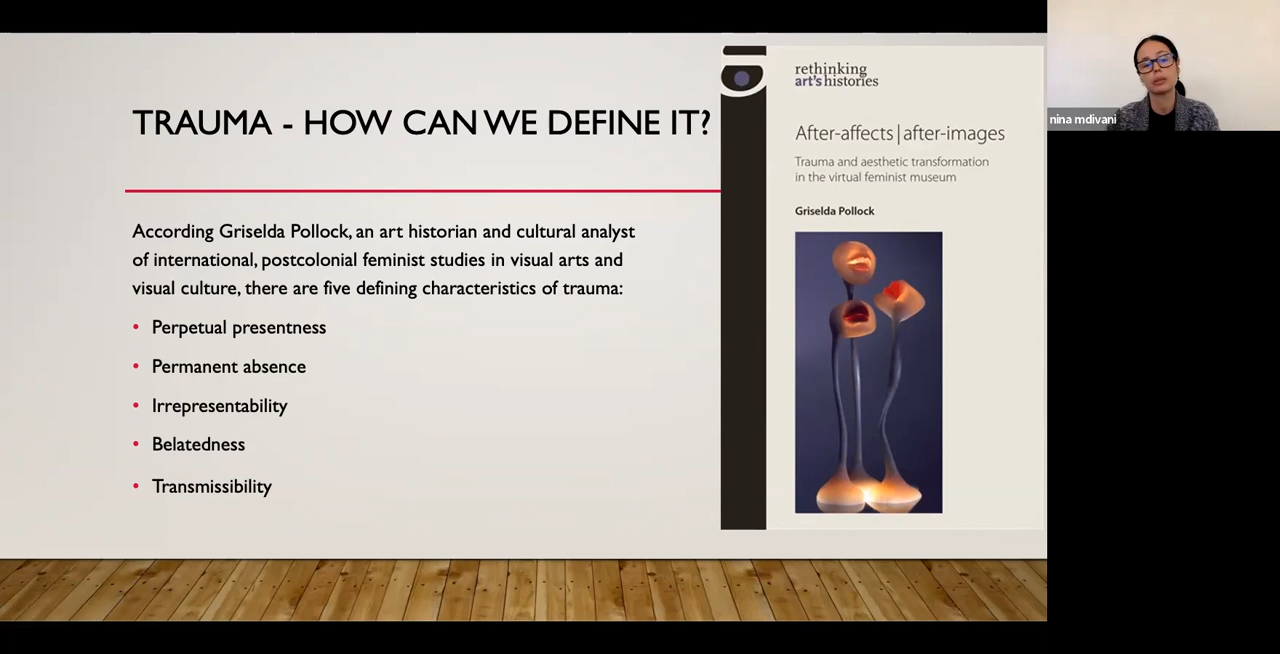 TRAUMA - HOW CAN WE DEFINE IT?
According Griselda Pollock, an art historian and cultural analyst
of international, postcolonial feminist studies in visual arts and
visual culture, there are five defining characteristics of trauma:
• Perpetual presentness
• Permanent absence
• Irrepresentability
• Belatedness
• Transmissibility
rethinking
art's histories
After-affects | after-images
Trauma and aesthetic transformation
in the virtual feminist museum
Griselda Pollock
nina mdivani